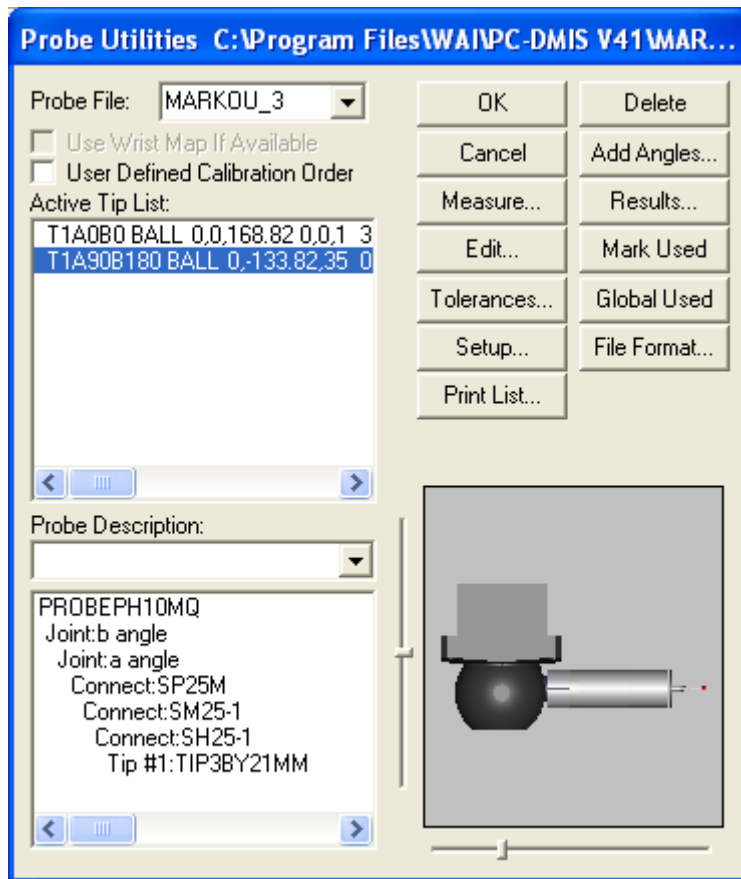 Probe Utilities C:\Program Files\WAI\PC-DMIS V41\MAR...
Probe File: MARKOU_3
Use Wrist Map If Available
User Defined Calibration Order
Active Tip List:
T1A0B0 BALL 0,0,168.82 0,0,1 3
T1A90B180 BALL 0,-133.82,35 0
OK Delete
Cancel Add Angles...
Measure... Results...
Edit... Mark Used
Tolerances... Global Used
Setup... File Format...
Print List...
Probe Description:
PROBEPH10MQ
Joint:b angle
Joint:a angle
Connect:SP25M
Connect:SM25-1
Connect:SH25-1
Tip #1:TIP3BY21MM